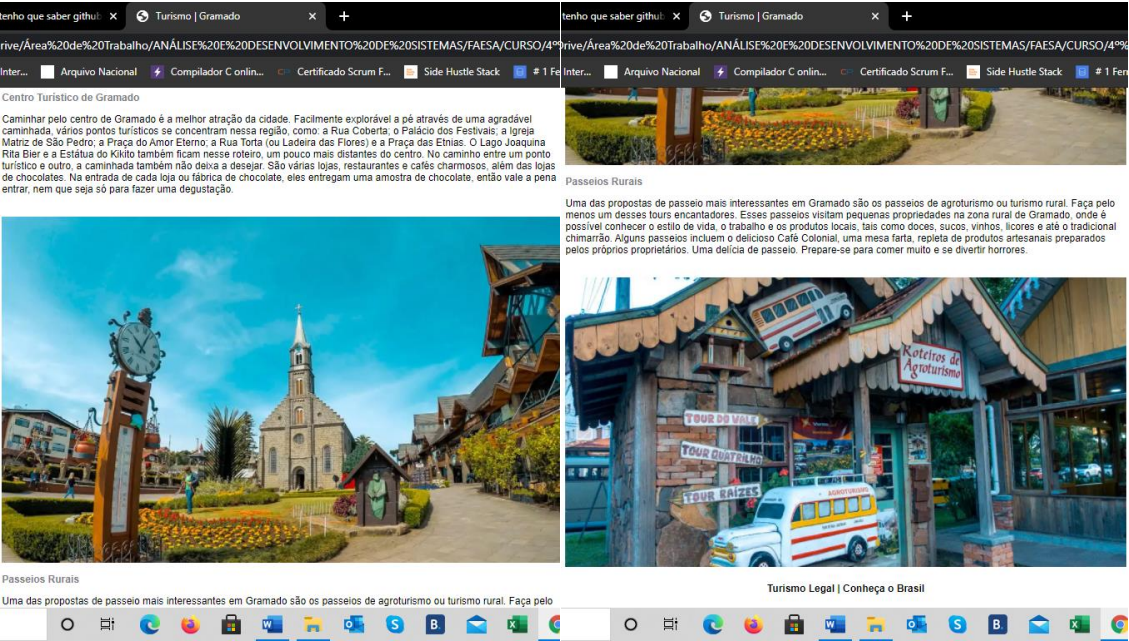 tenho que saber github
Turismo | Gramado
rive/Área%20de%20Trabalho/ANÁLISE%20E%20DESENVOLVIMENTO%20DE%20SISTEMAS/FAESA/CURSO/4º
Inter... Arquivo Nacional Compilador C onlin... Certificado Scrum F... Side Hustle Stack # 1 Fe
Centro Turístico de Gramado
Caminhar pelo centro de Gramado é a melhor atração da cidade. Facilmente explorável a pé através de uma agradável
caminhada, vários pontos turísticos se concentram nessa região, como: a Rua Coberta; o Palácio dos Festivais; a Igreja
Matriz de São Pedro; a Praça do Amor Eterno; a Rua Torta (ou Ladeira das Flores) e a Praça das Etnias. O Lago Joaquina
Rita Bier e a Estátua do Kikito também ficam nesse roteiro, um pouco mais distantes do centro. No caminho entre um ponto
turístico e outro, a caminhada também não deixa a desejar. São várias lojas, restaurantes e cafés charmosos, além das lojas
de chocolates. Na entrada de cada loja ou fábrica de chocolate, eles entregam uma amostra de chocolate, então vale a pena
entrar, nem que seja só para fazer uma degustação.
Passeios Rurais
Uma das propostas de passeio mais interessantes em Gramado são os passeios de agroturismo ou turismo rural. Faça pelo
tenho que saber github
Turismo | Gramado
Drive/Área%20de%20Trabalho/ANÁLISE%20E%20DESENVOLVIMENTO%20DE%20SISTEMAS/FAESA/CURSO/4º%
Inter... Arquivo Nacional Compilador C onlin... Certificado Scrum F... Side Hustle Stack # 1 Fern
Passeios Rurais
Uma das propostas de passeio mais interessantes em Gramado são os passeios de agroturismo ou turismo rural. Faça pelo
menos um desses tours encantadores. Esses passeios visitam pequenas propriedades na zona rural de Gramado, onde é
possível conhecer o estilo de vida, o trabalho e os produtos locais, tais como doces, sucos, vinhos, licores e até o tradicional
chimarrão. Alguns passeios incluem o delicioso Café Colonial, uma mesa farta, repleta de produtos artesanais preparados
pelos próprios proprietários. Uma delícia de passeio. Prepare-se para comer muito e se divertir horrores.
Roteiros de
Agroturismo
TOUR DO VALE
TOUR QUATRILHO
TOUR RAÍZES
AGROTURISMO
Turismo Legal | Conheça o Brasil